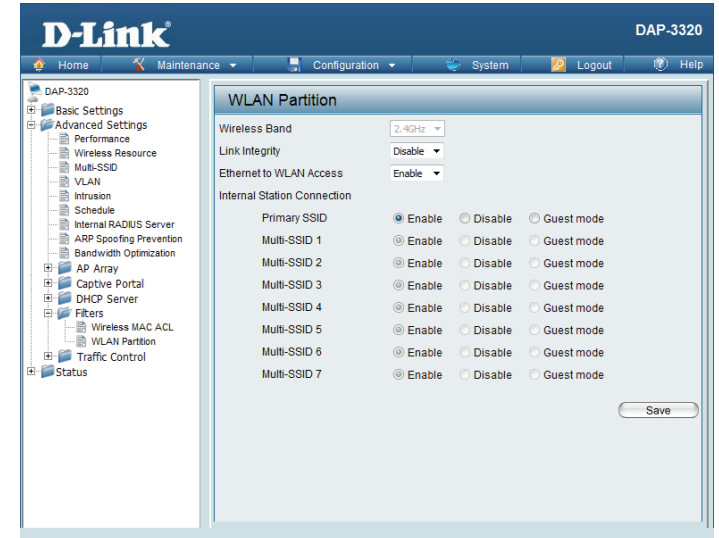 D-Link®
DAP-3320
Home Maintenance Configuration System Logout Help
DAP-3320
Basic Settings
Advanced Settings
Performance
Wireless Resource
Multi-SSID
VLAN
Intrusion
Schedule
Internal RADIUS Server
ARP Spoofing Prevention
Bandwidth Optimization
AP Array
Captive Portal
DHCP Server
Filters
Wireless MAC ACL
WLAN Partition
Traffic Control
Status
WLAN Partition
Wireless Band 2.4GHz
Link Integrity Disable
Ethernet to WLAN Access Enable
Internal Station Connection
Primary SSID Enable Disable Guest mode
Multi-SSID 1 Enable Disable Guest mode
Multi-SSID 2 Enable Disable Guest mode
Multi-SSID 3 Enable Disable Guest mode
Multi-SSID 4 Enable Disable Guest mode
Multi-SSID 5 Enable Disable Guest mode
Multi-SSID 6 Enable Disable Guest mode
Multi-SSID 7 Enable Disable Guest mode
Save